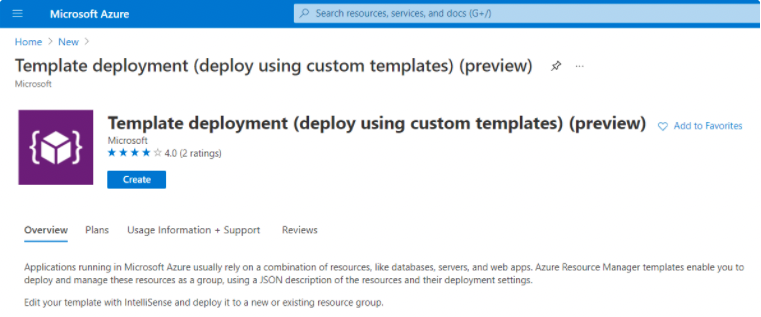 Microsoft Azure
Search resources, services, and docs (G+/)
Home > New >
Template deployment (deploy using custom templates) (preview) ...
Microsoft
Template deployment (deploy using custom templates) (preview)
Add to Favorites
Microsoft
4.0 (2 ratings)
Create
Overview Plans Usage Information + Support Reviews
Applications running in Microsoft Azure usually rely on a combination of resources, like databases, servers, and web apps. Azure Resource Manager templates enable you to
deploy and manage these resources as a group, using a JSON description of the resources and their deployment settings.
Edit your template with IntelliSense and deploy it to a new or existing resource group.